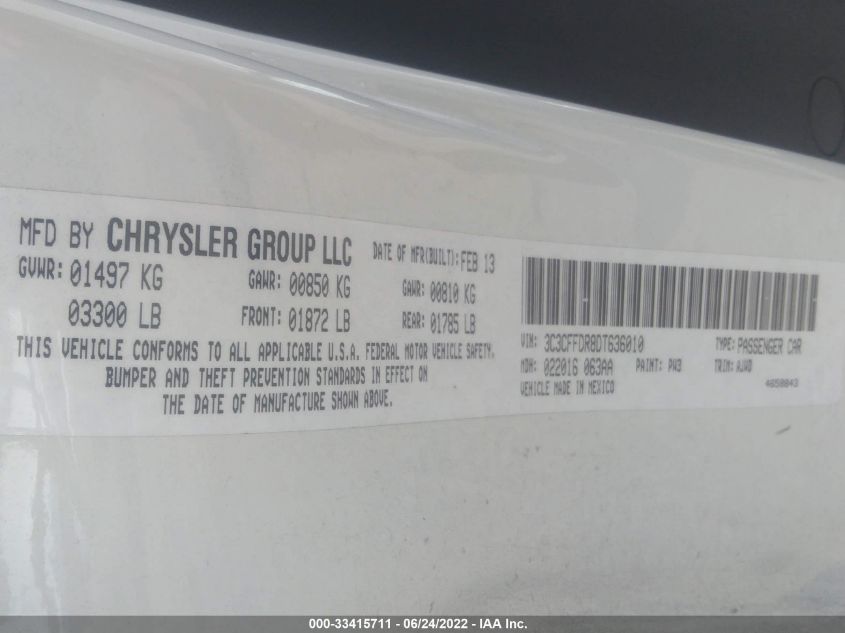 MFD BY CHRYSLER GROUP LLC DATE OF MFR(BUILT): FEB 13
GVWR: 01497 KG GAWR: 00850 KG GAWR: 00810 KG
03300 LB FRONT: 01872 LB REAR: 01785 LB
THIS VEHICLE CONFORMS TO ALL APPLICABLE U.S.A. FEDERAL MOTOR VEHICLE SAFETY,
BUMPER AND THEFT PREVENTION STANDARDS IN EFFECT ON
THE DATE OF MANUFACTURE SHOWN ABOVE.
VIN: 3C3CFFDR8DT636010 TYPE: PASSENGER CAR
MDH: 022016 063AA PAINT: PW3 TRIM: AJWD
VEHICLE MADE IN MEXICO 4650043
000-33415711 - 06/24/2022 - IAA Inc.